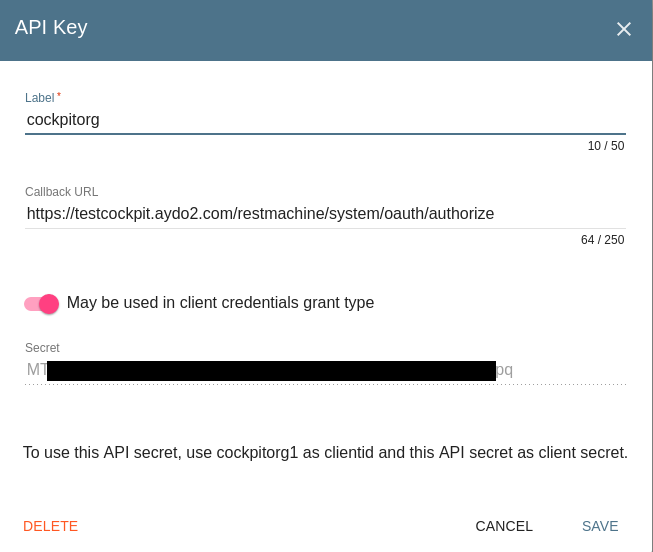 API Key
Label *
cockpitorg
10 / 50
Callback URL
https://testcockpit.aydo2.com/restmachine/system/oauth/authorize
64 / 250
May be used in client credentials grant type
Secret
MT pq
To use this API secret, use cockpitorg1 as clientid and this API secret as client secret.
DELETE CANCEL SAVE